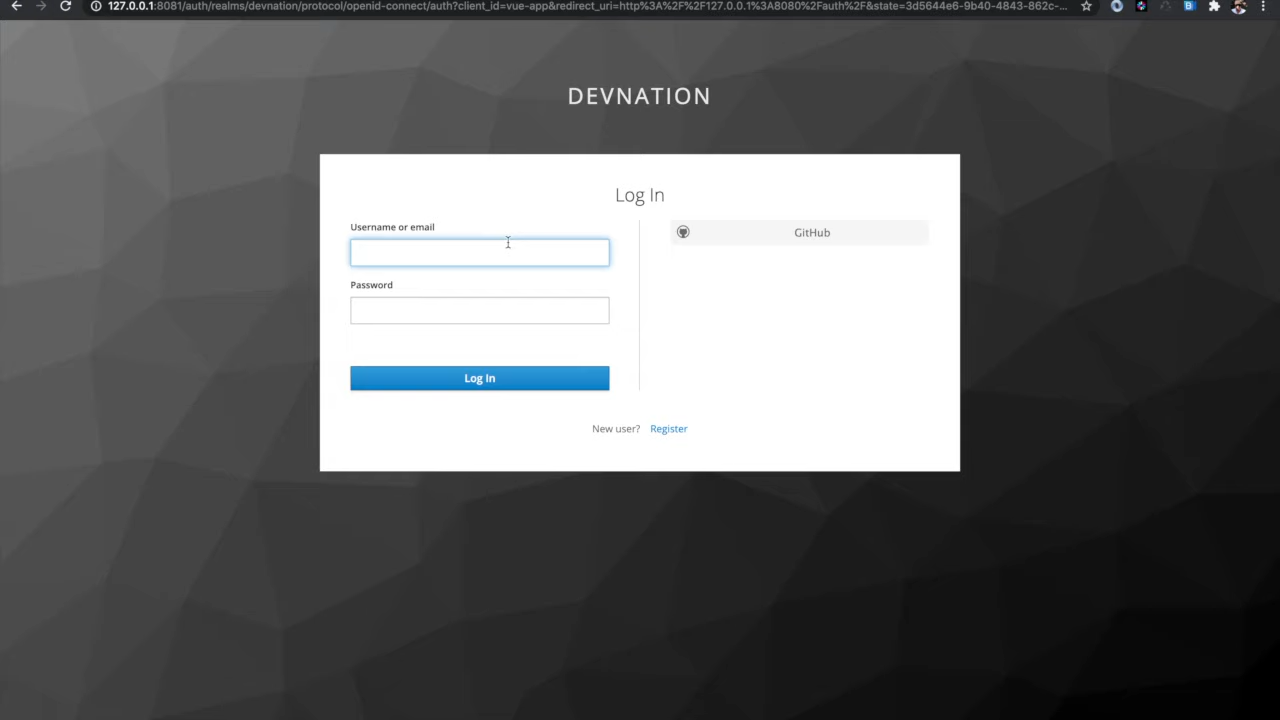 127.0.0.1:8081/auth/realms/devnation/protocol/openid-connect/auth?client_id=vue-app&redirect_uri=http%3A%2F%2F127.0.0.1%3A8080%2Fauth%2F&state=3d5644e6-9b40-4843-862c-...
DEVNATION
Log In
Username or email
GitHub
Password
Log In
New user? Register